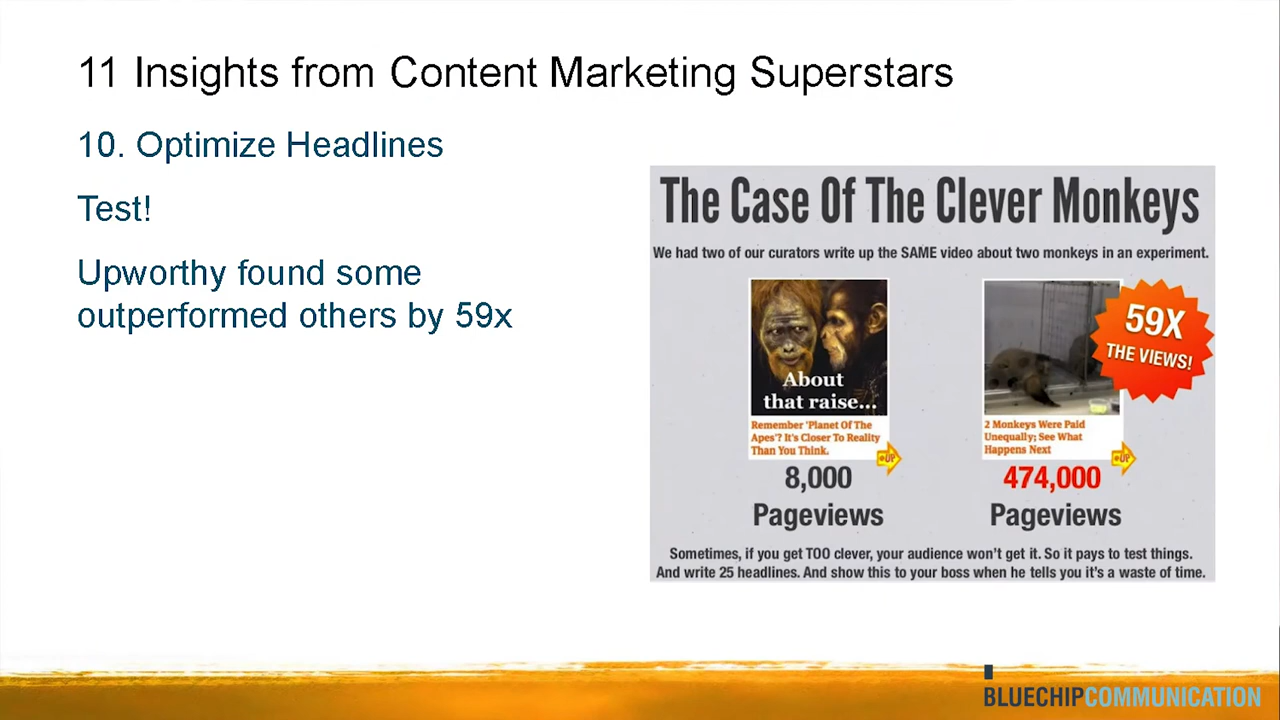 11 Insights from Content Marketing Superstars
10. Optimize Headlines
Test!
Upworthy found some
outperformed others by 59x
The Case Of The Clever Monkeys
We had two of our curators write up the SAME video about two monkeys in an experiment.
About
that raise...
Remember 'Planet Of The
Apes'? It's Closer To Reality
Than You Think.
UP
8,000
Pageviews
59X
THE VIEWS!
2 Monkeys Were Paid
Unequally; See What
Happens Next
UP
474,000
Pageviews
Sometimes, if you get TOO clever, your audience won't get it. So it pays to test things.
And write 25 headlines. And show this to your boss when he tells you it's a waste of time.
BLUECHIPCOMMUNICATION